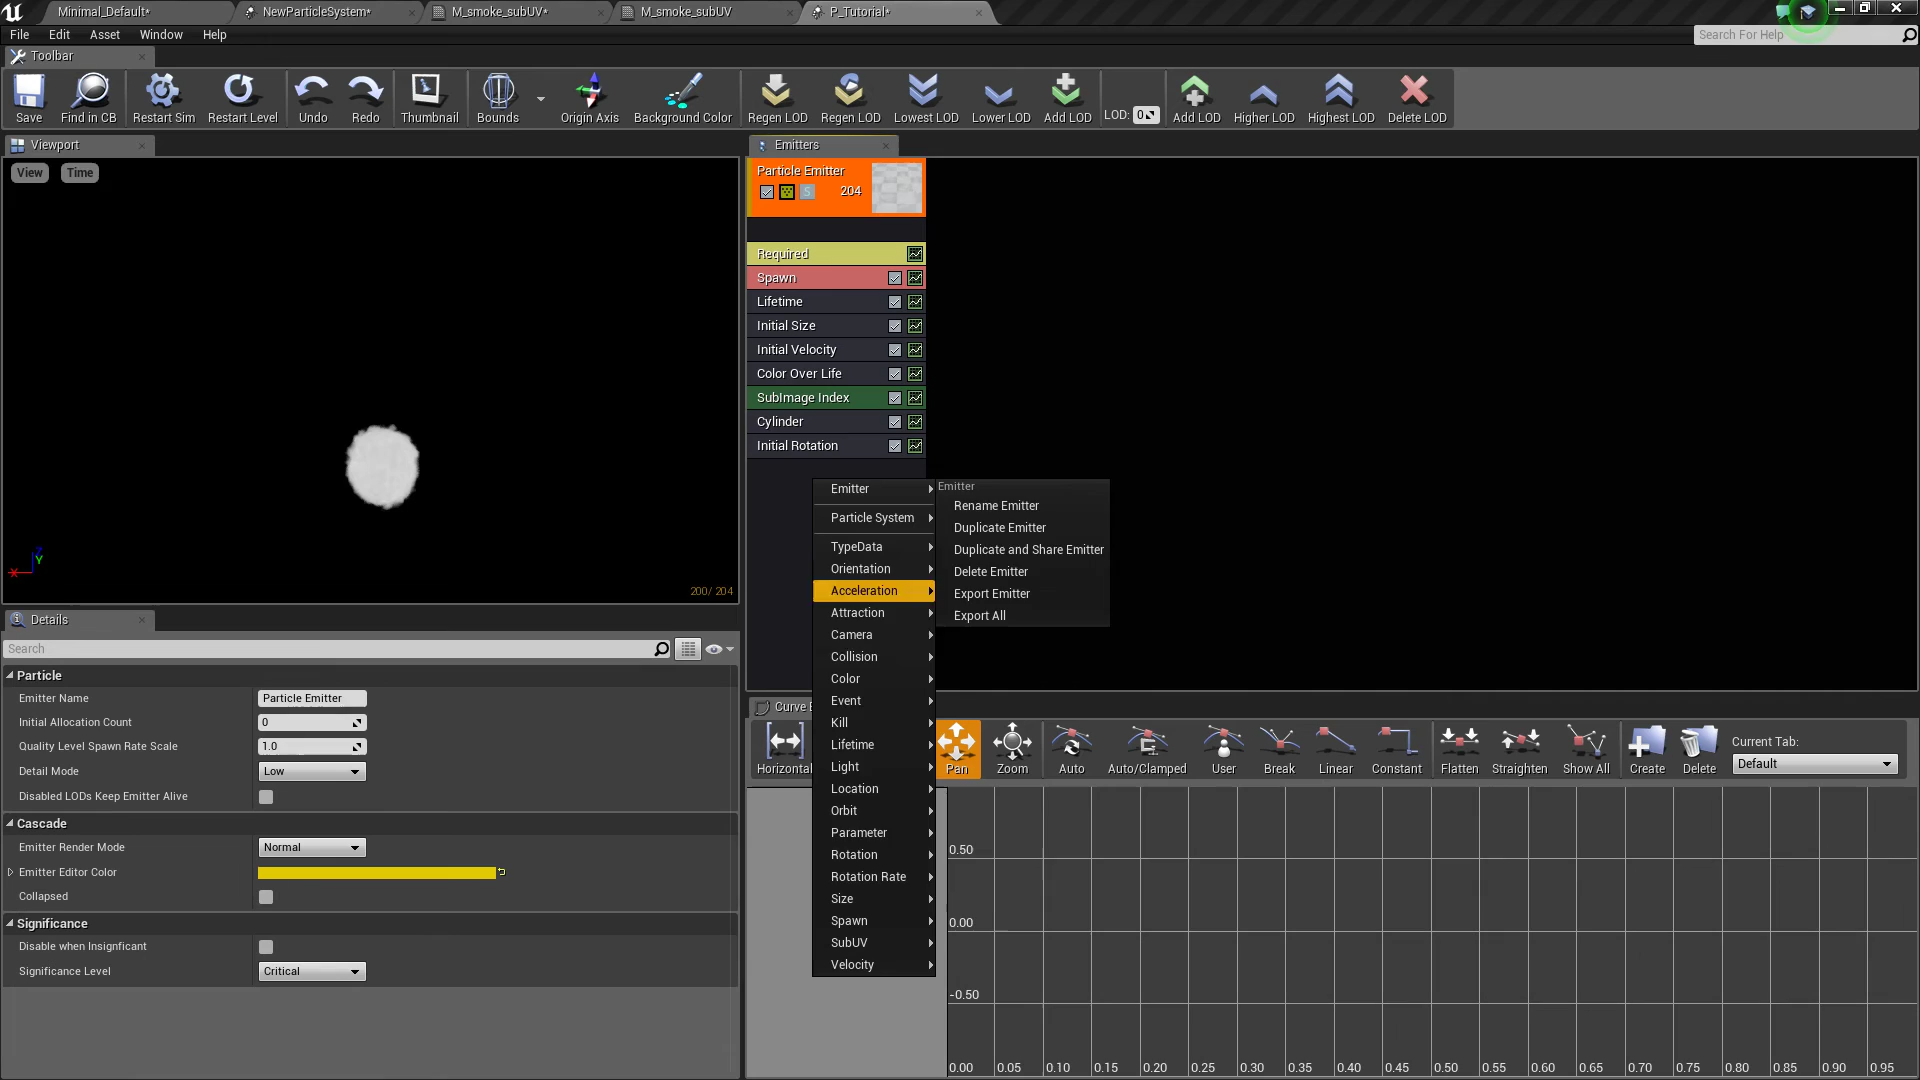 Minimal_Default*
NewParticleSystem*
M_smoke_subUV*
M_smoke_subUV
P_Tutorial*
File Edit Asset Window Help
Search For Help
Toolbar
Save
Find in CB
Restart Sim
Restart Level
Undo
Redo
Thumbnail
Bounds
Origin Axis
Background Color
Regen LOD
Regen LOD
Lowest LOD
Lower LOD
Add LOD
LOD: 0
Add LOD
Higher LOD
Highest LOD
Delete LOD
Viewport
View
Time
X
Z
Y
200/ 204
Emitters
Particle Emitter
S
204
Required
Spawn
Lifetime
Initial Size
Initial Velocity
Color Over Life
SubImage Index
Cylinder
Initial Rotation
Emitter
Particle System
TypeData
Orientation
Acceleration
Attraction
Camera
Collision
Color
Event
Kill
Lifetime
Light
Location
Orbit
Parameter
Rotation
Rotation Rate
Size
Spawn
SubUV
Velocity
Emitter
Rename Emitter
Duplicate Emitter
Duplicate and Share Emitter
Delete Emitter
Export Emitter
Export All
Details
Search
Particle
Emitter Name Particle Emitter
Initial Allocation Count 0
Quality Level Spawn Rate Scale 1.0
Detail Mode Low
Disabled LODs Keep Emitter Alive
Cascade
Emitter Render Mode Normal
Emitter Editor Color
Collapsed
Significance
Disable when Insignficant
Significance Level Critical
Curve E
Horizontal
Pan
Zoom
Auto
Auto/Clamped
User
Break
Linear
Constant
Flatten
Straighten
Show All
Create
Delete
Current Tab:
Default
0.50
0.00
-0.50
0.00 0.05 0.10 0.15 0.20 0.25 0.30 0.35 0.40 0.45 0.50 0.55 0.60 0.65 0.70 0.75 0.80 0.85 0.90 0.95